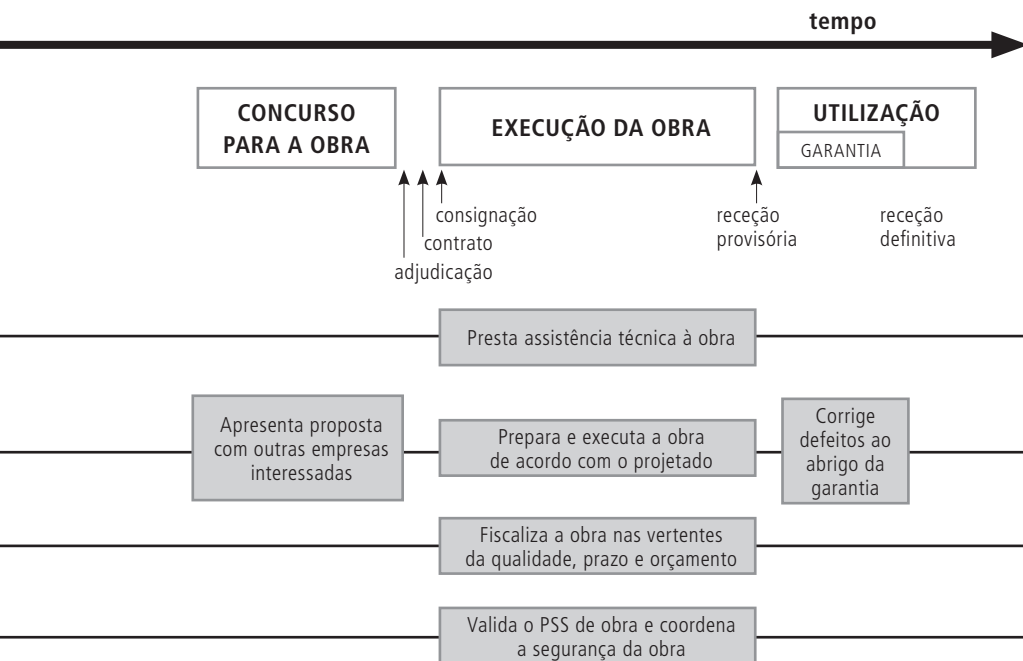 tempo
CONCURSO
PARA A OBRA
EXECUÇÃO DA OBRA
UTILIZAÇÃO
GARANTIA
consignação
contrato
adjudicação
receção
provisória
receção
definitiva
Presta assistência técnica à obra
Apresenta proposta
com outras empresas
interessadas
Prepara e executa a obra
de acordo com o projetado
Corrige
defeitos ao
abrigo da
garantia
Fiscaliza a obra nas vertentes
da qualidade, prazo e orçamento
Valida o PSS de obra e coordena
a segurança da obra